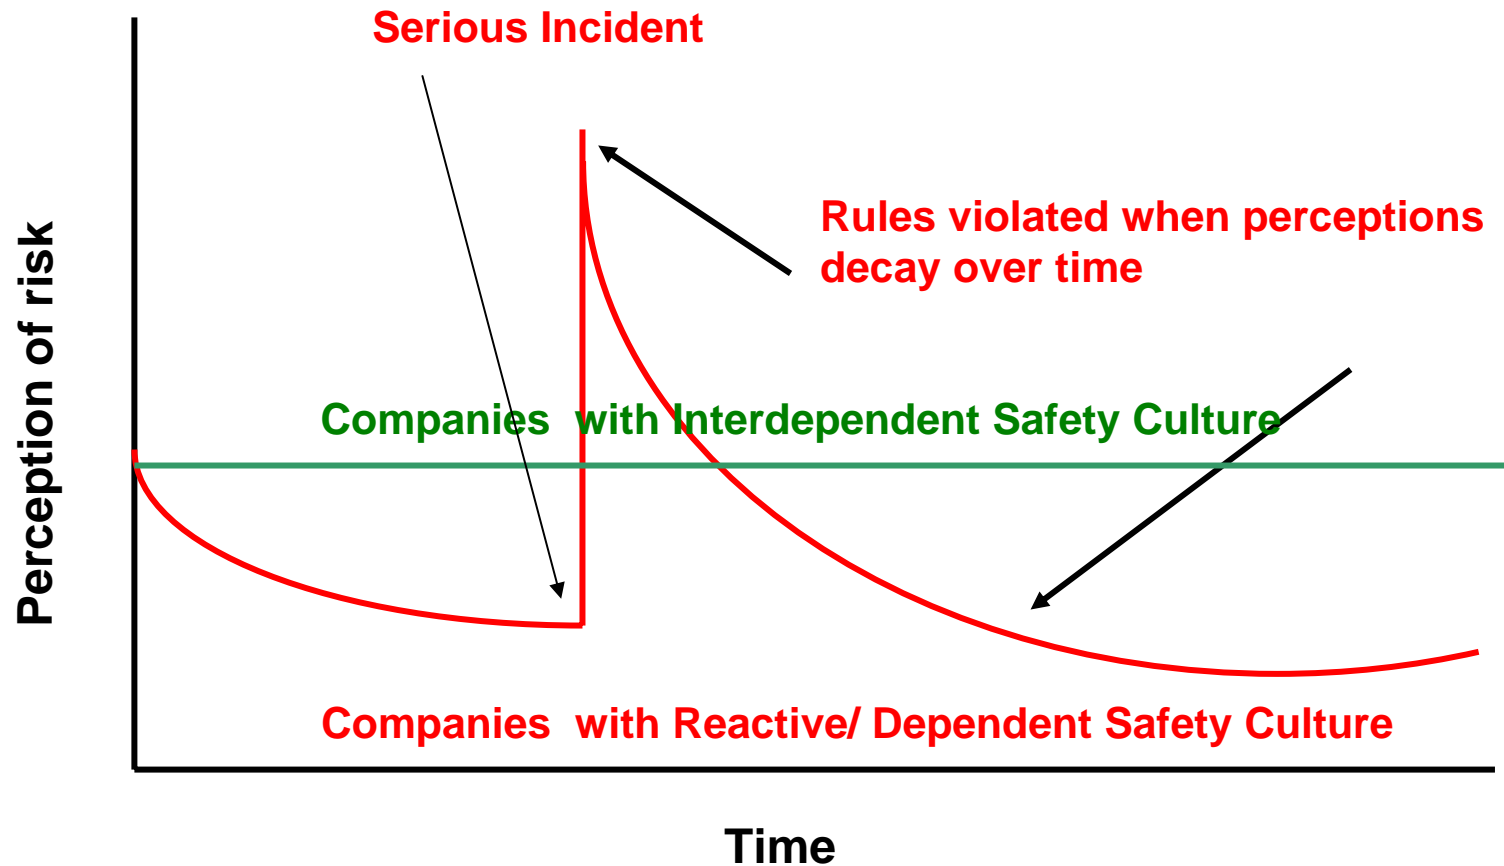 Serious Incident
Rules violated when perceptions
decay over time
Perception of risk
Companies  with Interdependent Safety Culture
Companies  with Reactive/ Dependent Safety Culture
Time